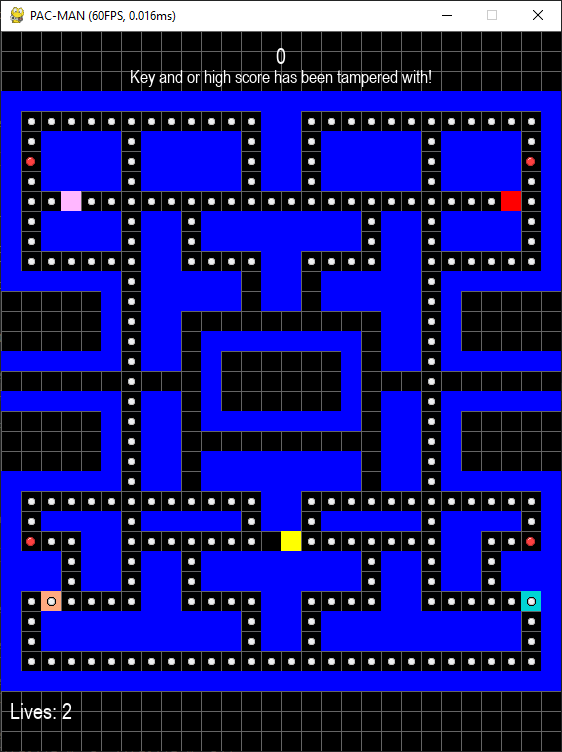 PAC-MAN (60FPS, 0.016ms)
0
Key and or high score has been tampered with!
Lives: 2